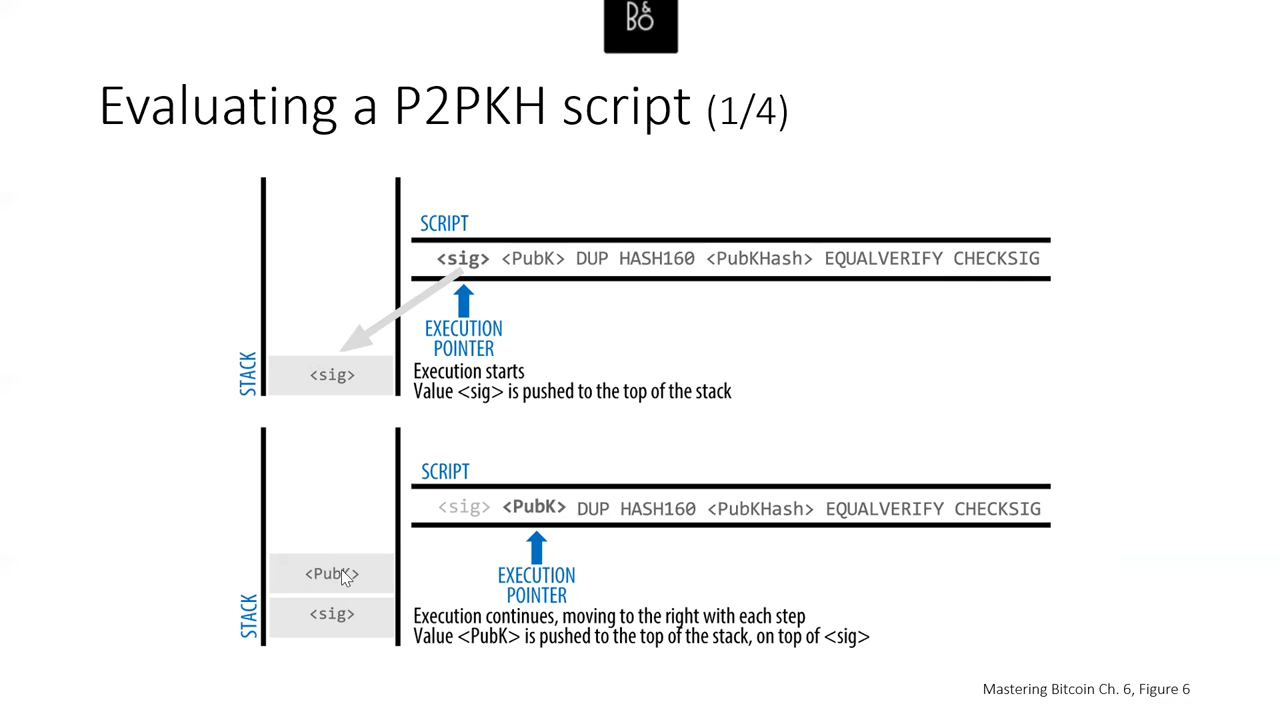 B&O
Evaluating a P2PKH script (1/4)
SCRIPT
<sig> <PubK> DUP HASH160 <PubKHash> EQUALVERIFY CHECKSIG
EXECUTION
POINTER
STACK
<sig>
Execution starts
Value <sig> is pushed to the top of the stack
SCRIPT
<sig> <PubK> DUP HASH160 <PubKHash> EQUALVERIFY CHECKSIG
EXECUTION
POINTER
<PubK>
STACK
<sig>
Execution continues, moving to the right with each step
Value <PubK> is pushed to the top of the stack, on top of <sig>
Mastering Bitcoin Ch. 6, Figure 6